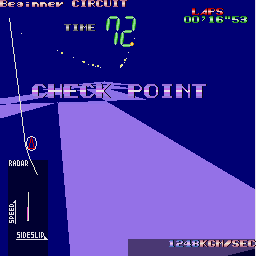 Beginner CIRCUIT
LAPS
TIME 72
00'16"53
CHECK POINT
RADAR
SPEED
SIDESLIP
1248KGM/SEC